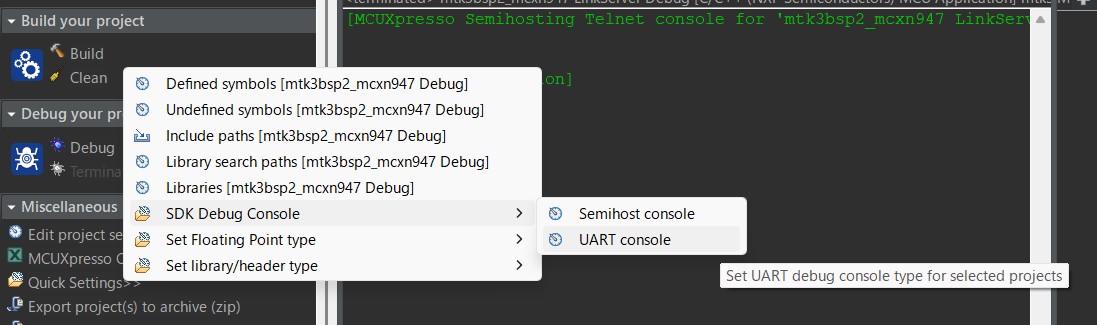 Build your project
Build
Clean
Debug your pr
Debug
Termina
Miscellaneous
Edit project se
MCUXpresso C
Quick Settings>>
Export project(s) to archive (zip)
Defined symbols [mtk3bsp2_mcxn947 Debug]
Undefined symbols [mtk3bsp2_mcxn947 Debug]
Include paths [mtk3bsp2_mcxn947 Debug]
Library search paths [mtk3bsp2_mcxn947 Debug]
Libraries [mtk3bsp2_mcxn947 Debug]
SDK Debug Console
Set Floating Point type
Set library/header type
Semihost console
UART console
Set UART debug console type for selected projects
<terminated> mtk3bsp2_mcxn947 LinkServer Debug [C/C++ (NXP Semiconductors) MCU Application] mtk3
[MCUXpresso Semihosting Telnet console for 'mtk3bsp2_mcxn947 LinkServ
on]